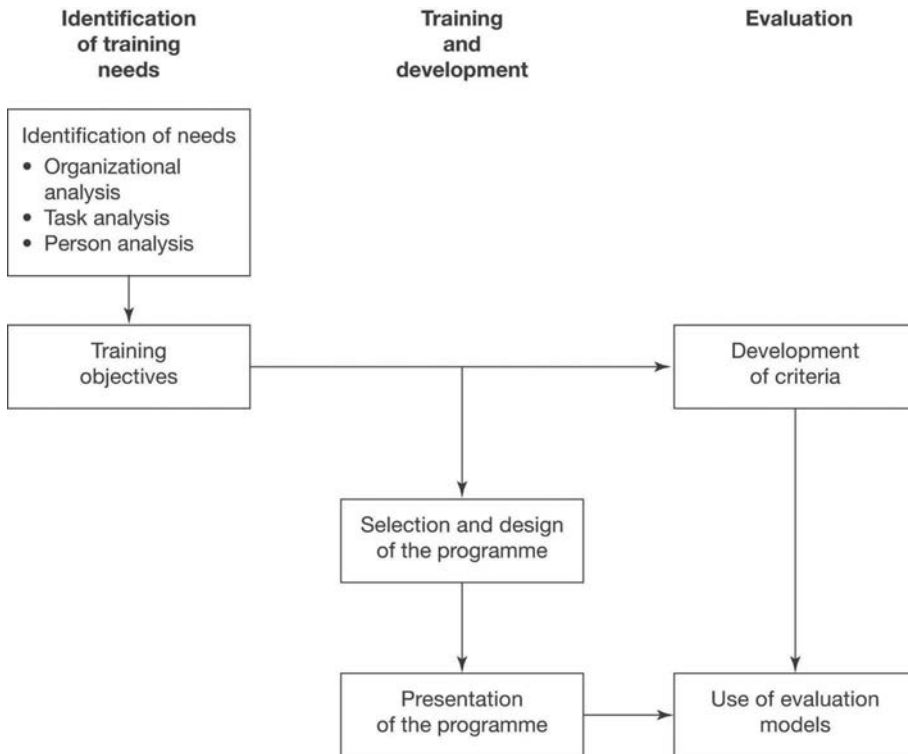 Identification
of training
needs
Training
and
development
Evaluation
Identification of needs
• Organizational
analysis
• Task analysis
• Person analysis
Training
objectives
Development
of criteria
Selection and design
of the programme
Presentation
of the programme
Use of evaluation
models